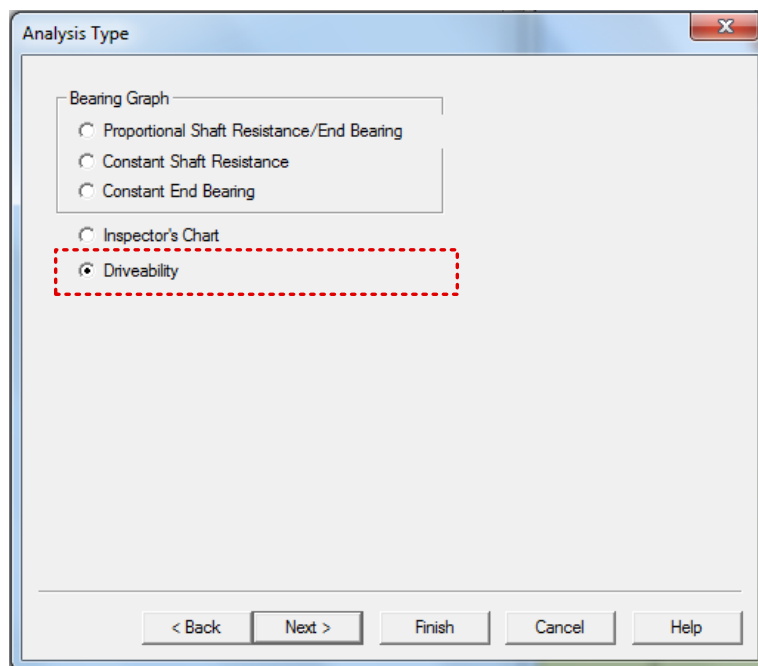 Analysis Type
Bearing Graph
Proportional Shaft Resistance/End Bearing
Constant Shaft Resistance
Constant End Bearing
Inspector's Chart
Driveability
< Back Next > Finish Cancel Help